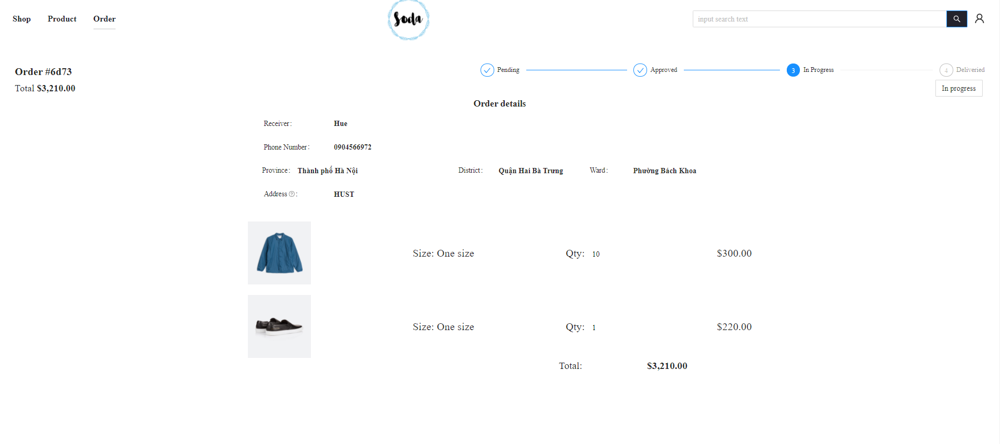 Shop Product Order
Soda
input search text
Order #6d73
Total $3,210.00
Pending
Approved
3 In Progress
4 Deliveried
In progress
Order details
Receiver: Hue
Phone Number: 0904566972
Province: Thành phố Hà Nội District: Quận Hai Bà Trưng Ward: Phường Bách Khoa
Address ?: HUST
Size: One size Qty: 10 $300.00
Size: One size Qty: 1 $220.00
Total: $3,210.00